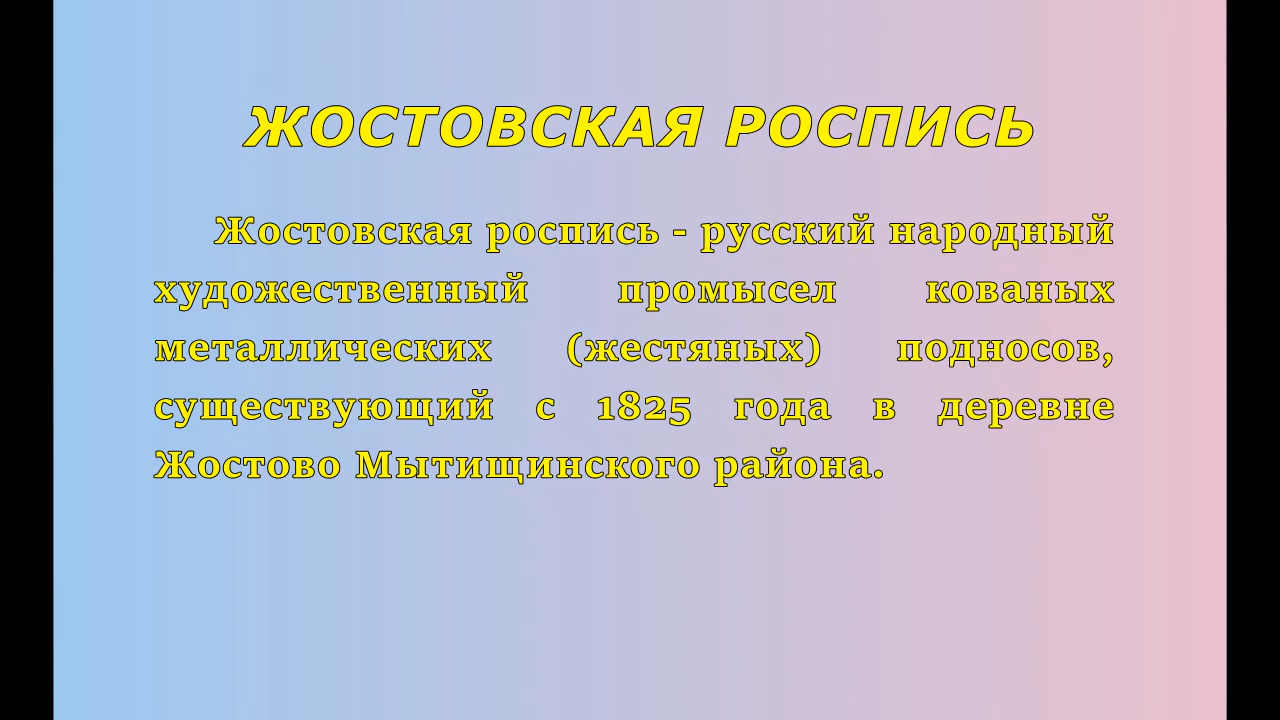 ЖОСТОВСКАЯ РОСПИСЬ
Жостовская роспись - русский народный
художественный промысел кованых
металлических (жестяных) подносов,
существующий с 1825 года в деревне
Жостово Мытищинского района.